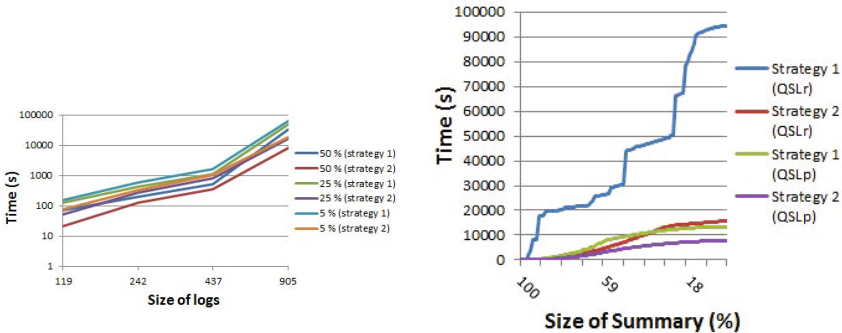 100000
10000
1000
100
10
1
Time (s)
119 242 437 905
Size of logs
50 % (strategy 1)
50 % (strategy 2)
25 % (strategy 1)
25 % (strategy 2)
5 % (strategy 1)
5 % (strategy 2)
100000
90000
80000
70000
60000
50000
40000
30000
20000
10000
0
Time (s)
100 59 18
Size of Summary (%)
Strategy 1
(QSLr)
Strategy 2
(QSLr)
Strategy 1
(QSLp)
Strategy 2
(QSLp)